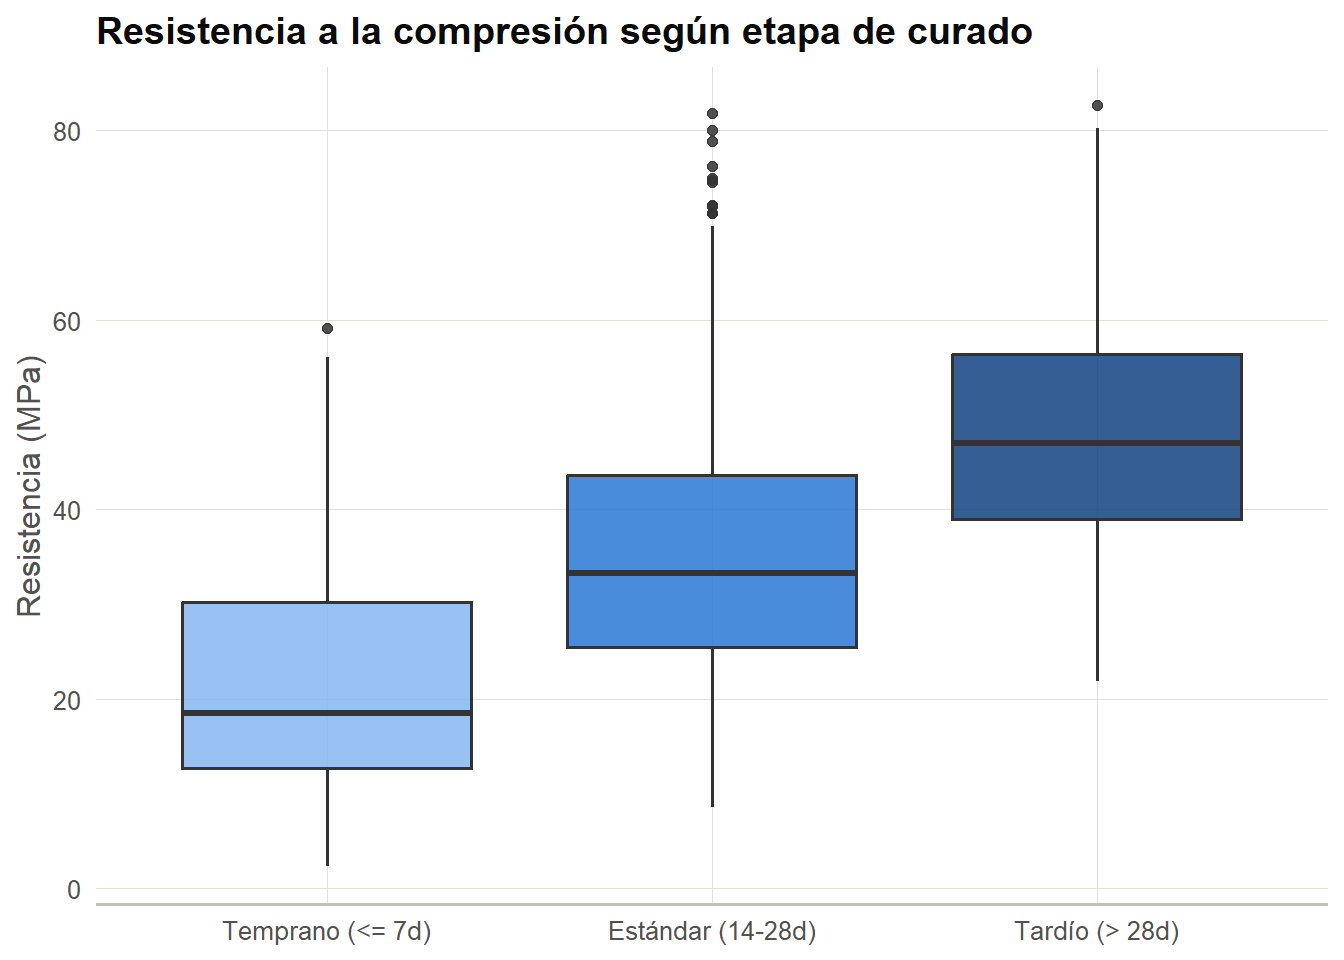 Resistencia a la compresión según etapa de curado
Resistencia (MPa)
80
60
40
20
0
Temprano (<= 7d)
Estándar (14-28d)
Tardío (> 28d)